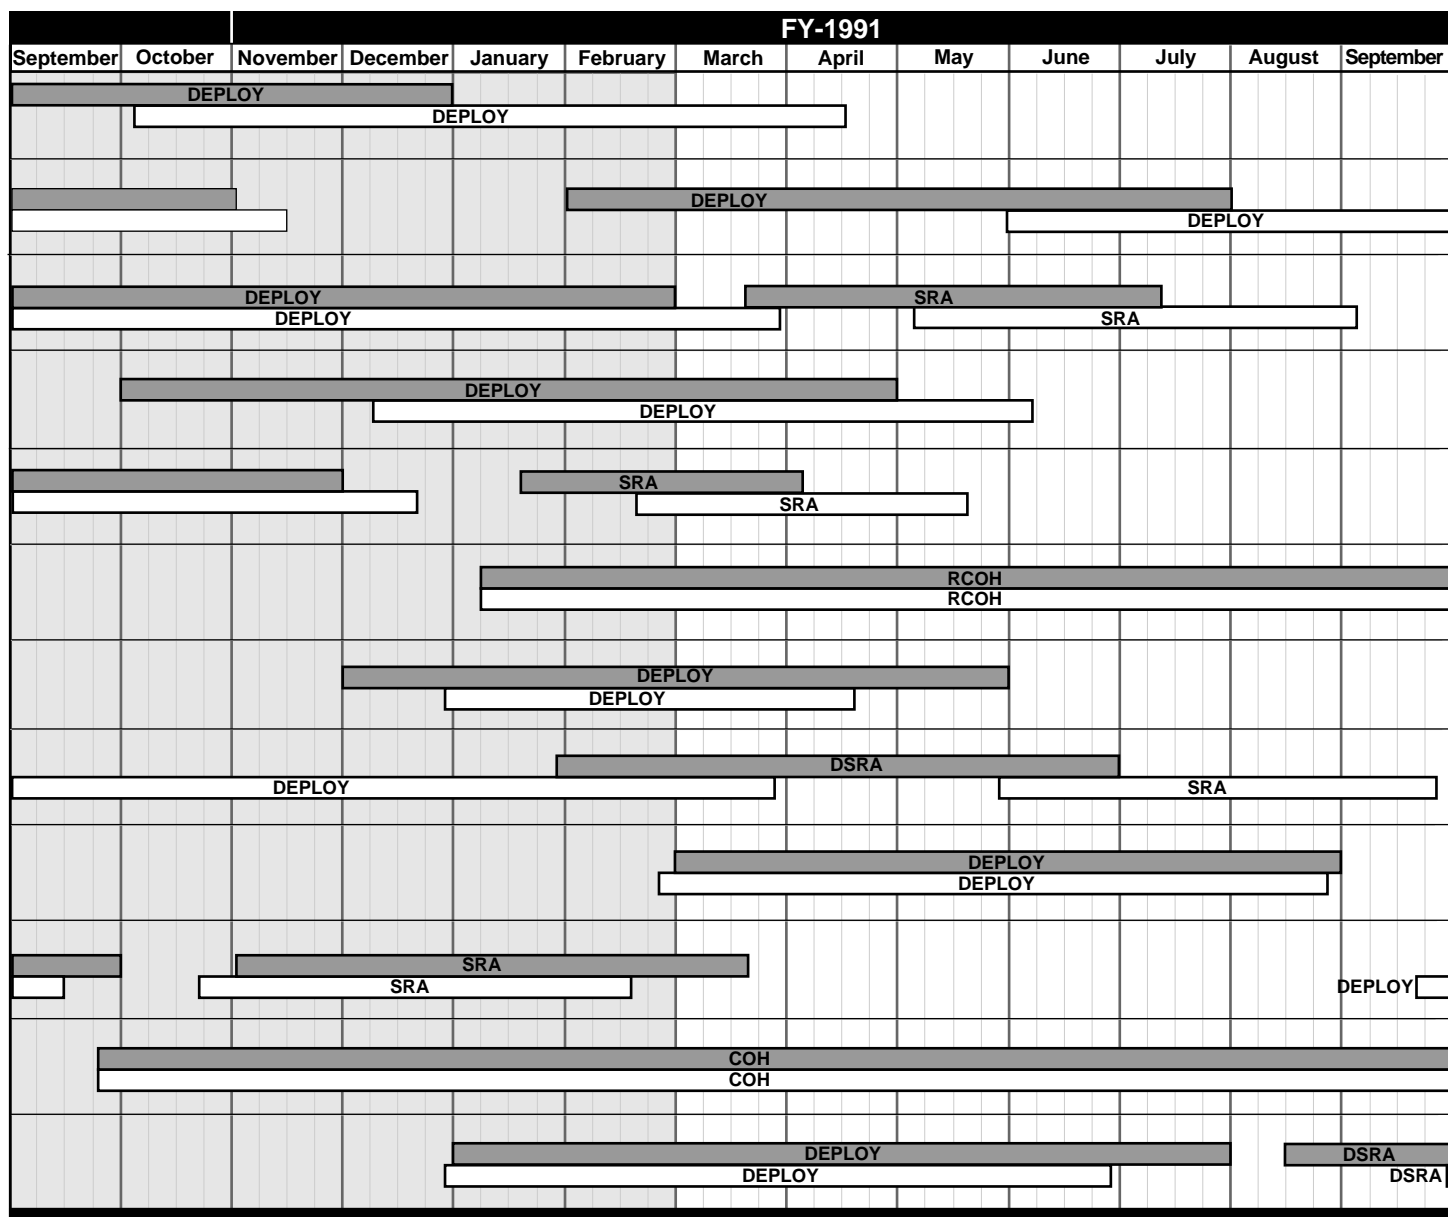 FY-1991
September October November December January February March April May June July August September
DEPLOY
DEPLOY
DEPLOY
DEPLOY
DEPLOY SRA
DEPLOY SRA
DEPLOY
DEPLOY
SRA
SRA
RCOH
RCOH
DEPLOY
DEPLOY
DSRA
DEPLOY SRA
DEPLOY
DEPLOY
SRA
SRA DEPLOY
COH
COH
DEPLOY DSRA
DEPLOY DSRA